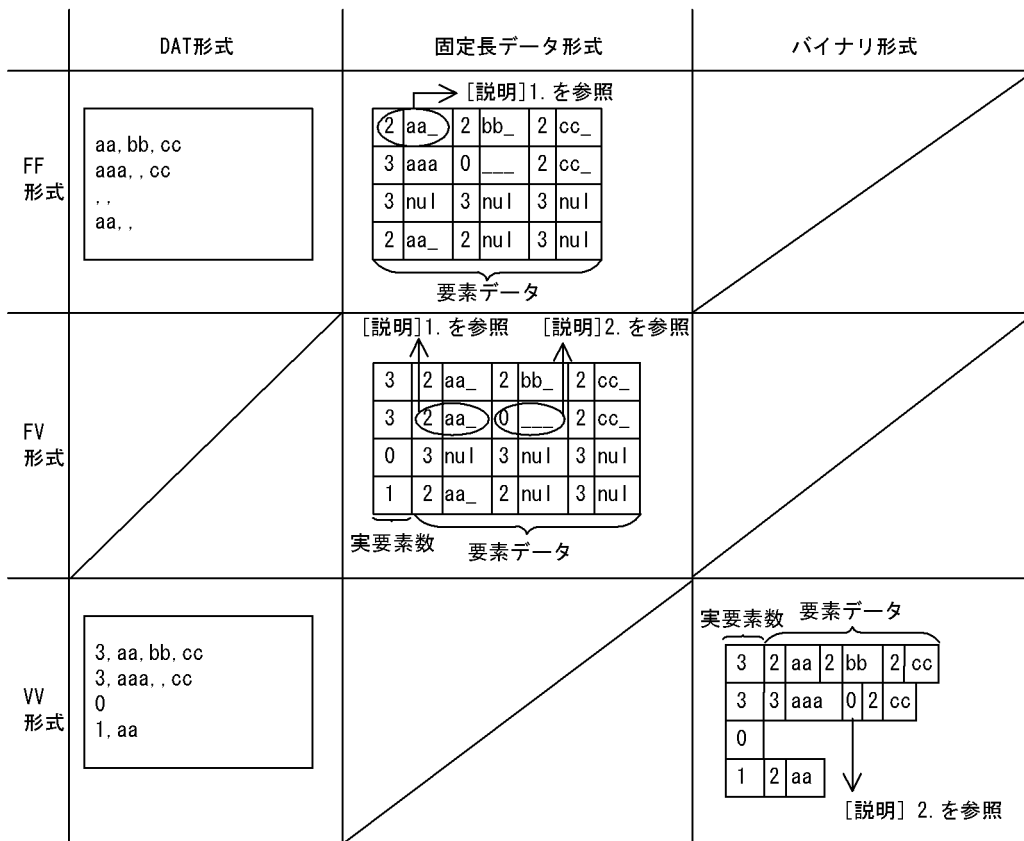 DAT形式 固定長データ形式 バイナリ形式
FF
形式
aa,bb,cc
aaa,,cc
,,
aa,,
[説明]1.を参照
2 aa_ 2 bb_ 2 cc_
3 aaa 0 ___ 2 cc_
3 nul 3 nul 3 nul
2 aa_ 2 nul 3 nul
要素データ
FV
形式
[説明]1.を参照 [説明]2.を参照
3 2 aa_ 2 bb_ 2 cc_
3 2 aa_ 0 ___ 2 cc_
0 3 nul 3 nul 3 nul
1 2 aa_ 2 nul 3 nul
実要素数 要素データ
VV
形式
3,aa,bb,cc
3,aaa,,cc
0
1,aa
実要素数 要素データ
3 2 aa 2 bb 2 cc
3 3 aaa 0 2 cc
0
1 2 aa
[説明] 2.を参照